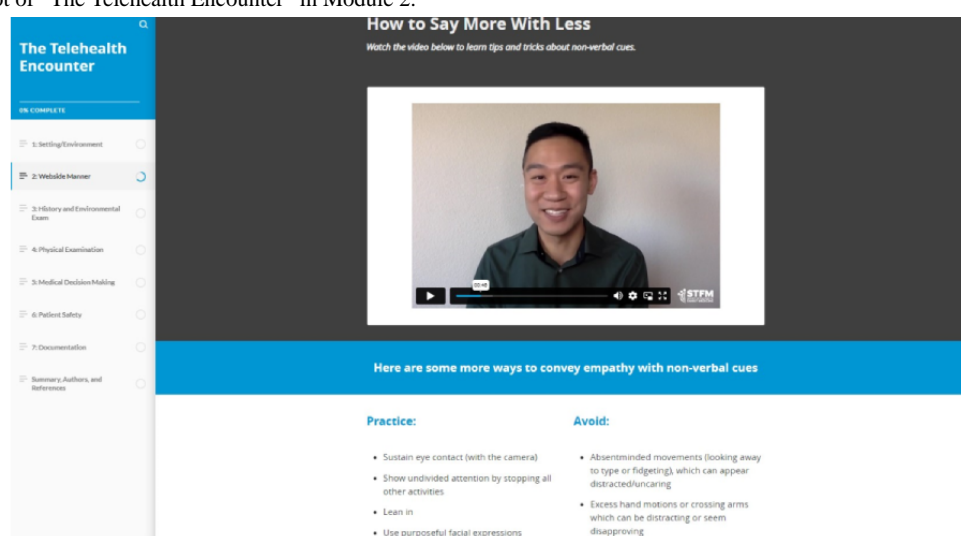 ot of "The Telehealth Encounter" in Module 2.
The Telehealth
Encounter
0% COMPLETE
1: Setting/Environment
2: Webside Manner
3: History and Environmental
Exam
4: Physical Examination
5: Medical Decision Making
6: Patient Safety
7: Documentation
Summary, Authors, and
References
How to Say More With Less
Watch the video below to learn tips and tricks about non-verbal cues.
00:48
STFM
Here are some more ways to convey empathy with non-verbal cues
Practice:
• Sustain eye contact (with the camera)
• Show undivided attention by stopping all
other activities
• Lean in
• Use purposeful facial expressions
Avoid:
• Absentminded movements (looking away
to type or fidgeting), which can appear
distracted/uncaring
• Excess hand motions or crossing arms
which can be distracting or seem
disapproving